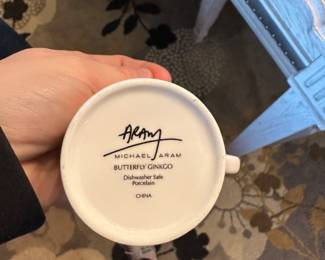 ARAM
MICHAEL ARAM
BUTTERFLY GINKGO
Dishwasher Safe
Porcelain
CHINA